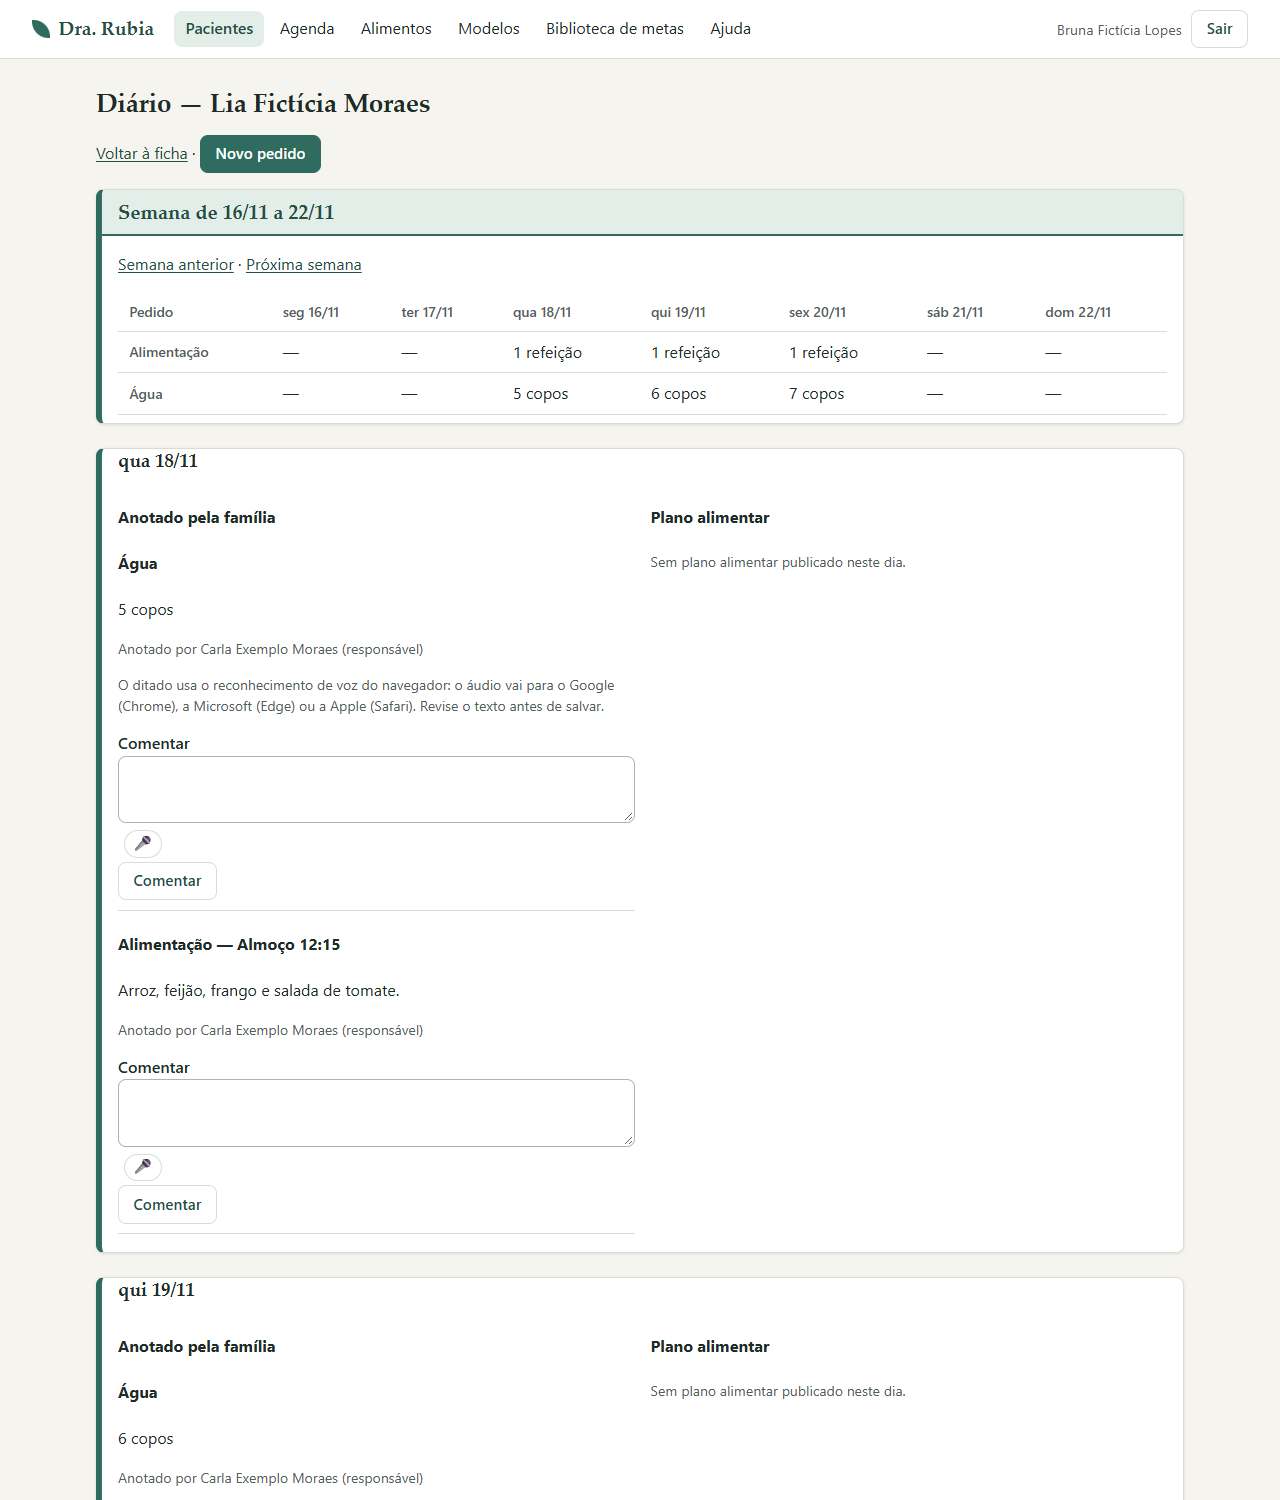 Dra. Rubia Pacientes Agenda Alimentos Modelos Biblioteca de metas Ajuda Bruna Fictícia Lopes Sair
Diário — Lia Fictícia Moraes
Voltar à ficha · Novo pedido
Semana de 16/11 a 22/11
Semana anterior · Próxima semana
Pedido seg 16/11 ter 17/11 qua 18/11 qui 19/11 sex 20/11 sáb 21/11 dom 22/11
Alimentação — — 1 refeição 1 refeição 1 refeição — —
Água — — 5 copos 6 copos 7 copos — —
qua 18/11
Anotado pela família
Água
5 copos
Anotado por Carla Exemplo Moraes (responsável)
O ditado usa o reconhecimento de voz do navegador: o áudio vai para o Google
(Chrome), a Microsoft (Edge) ou a Apple (Safari). Revise o texto antes de salvar.
Comentar
Comentar
Alimentação — Almoço 12:15
Arroz, feijão, frango e salada de tomate.
Anotado por Carla Exemplo Moraes (responsável)
Comentar
Comentar
Plano alimentar
Sem plano alimentar publicado neste dia.
qui 19/11
Anotado pela família
Água
6 copos
Anotado por Carla Exemplo Moraes (responsável)
Plano alimentar
Sem plano alimentar publicado neste dia.